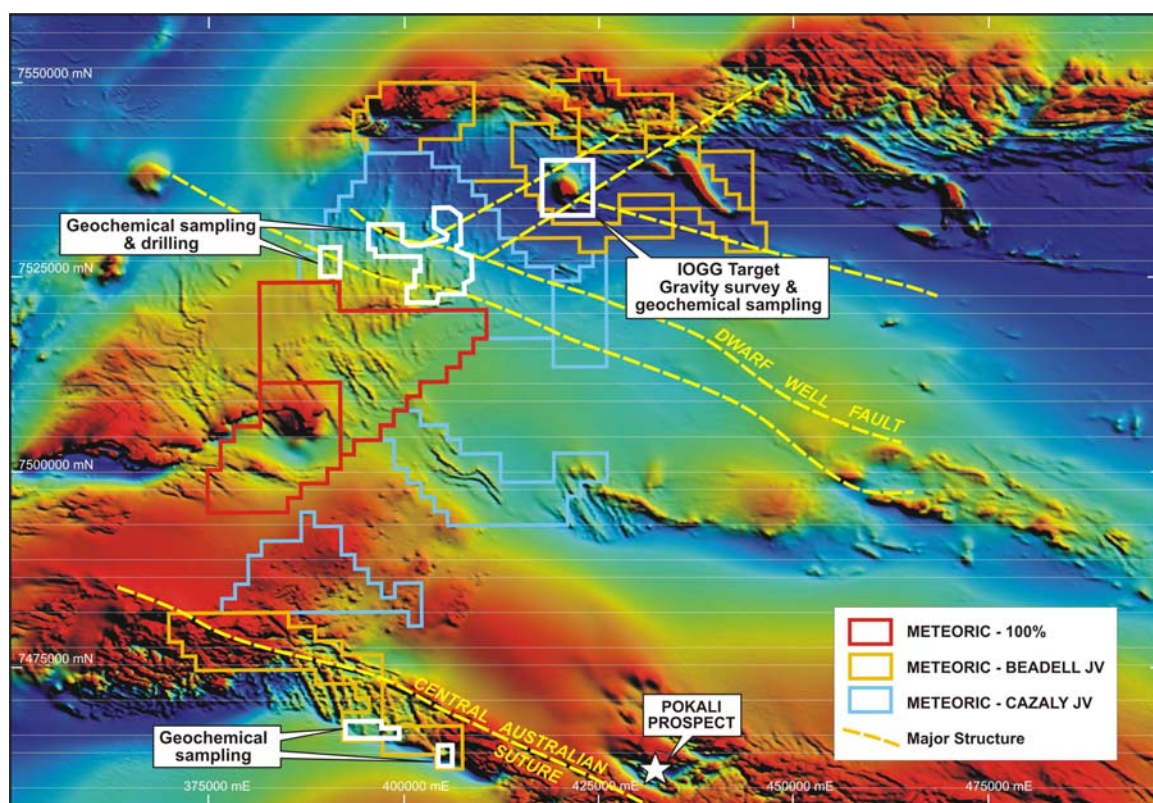 7550000 mN
Geochemical sampling
& drilling
7525000 mN
IOGG Target
Gravity survey &
geochemical sampling
DWARF WELL FAULT
7500000 mN
METEORIC - 100%
METEORIC - BEADELL JV
METEORIC - CAZALY JV
Major Structure
7475000 mN
CENTRAL AUSTRALIAN
SUTURE
POKALI
PROSPECT
Geochemical
sampling
375000 mE
400000 mE
425000 mE
450000 mE
475000 mE